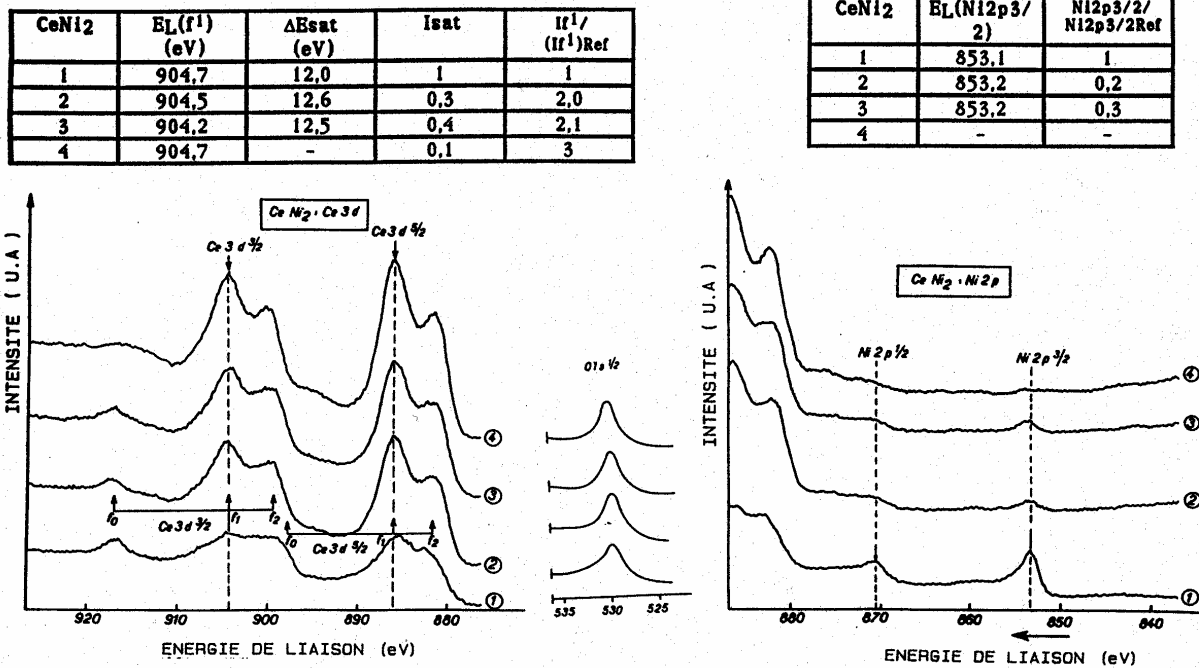 CeNi2 EL(f1) (eV) ΔEsat (eV) Isat If1/ (If1)Ref
1 904,7 12,0 1 1
2 904,5 12,6 0,3 2,0
3 904,2 12,5 0,4 2,1
4 904,7 - 0,1 3
CeNi2 EL(Ni2p3/2) Ni2p3/2/ Ni2p3/2Ref
1 853,1 1
2 853,2 0,2
3 853,2 0,3
4 - -
INTENSITE ( U.A )
Ce Ni2 : Ce 3d
Ce 3d 3/2
Ce 3d 5/2
④
③
②
①
f0 f1 f2
Ce 3d 3/2
f0 f1 f2
Ce 3d 5/2
920 910 900 890 880
ENERGIE DE LIAISON (eV)
O1s 1/2
535 530 525
INTENSITE ( U.A )
Ce Ni2 : Ni 2p
Ni 2p 1/2
Ni 2p 3/2
④
③
②
①
880 870 860 850 840
ENERGIE DE LIAISON (eV)